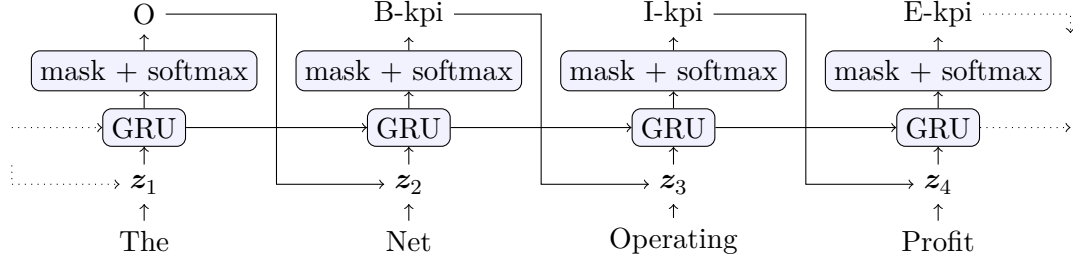 O B-kpi I-kpi E-kpi
mask + softmax mask + softmax mask + softmax mask + softmax
GRU GRU GRU GRU
z₁ z₂ z₃ z₄
The Net Operating Profit